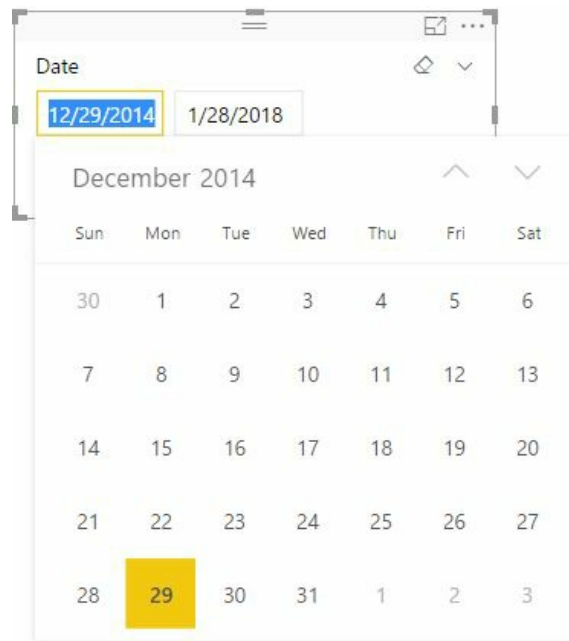 Date
12/29/2014 1/28/2018
December 2014
Sun Mon Tue Wed Thu Fri Sat
30 1 2 3 4 5 6
7 8 9 10 11 12 13
14 15 16 17 18 19 20
21 22 23 24 25 26 27
28 29 30 31 1 2 3